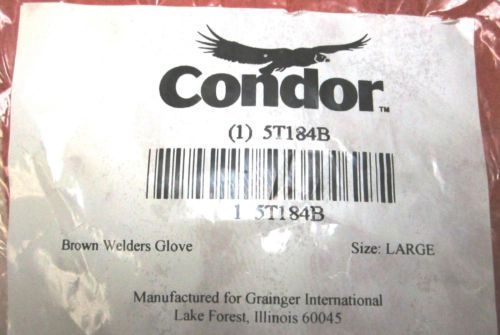 Condor™
(1) 5T184B
1 5T184B
Brown Welders Glove Size: LARGE
Manufactured for Grainger International
Lake Forest, Illinois 60045